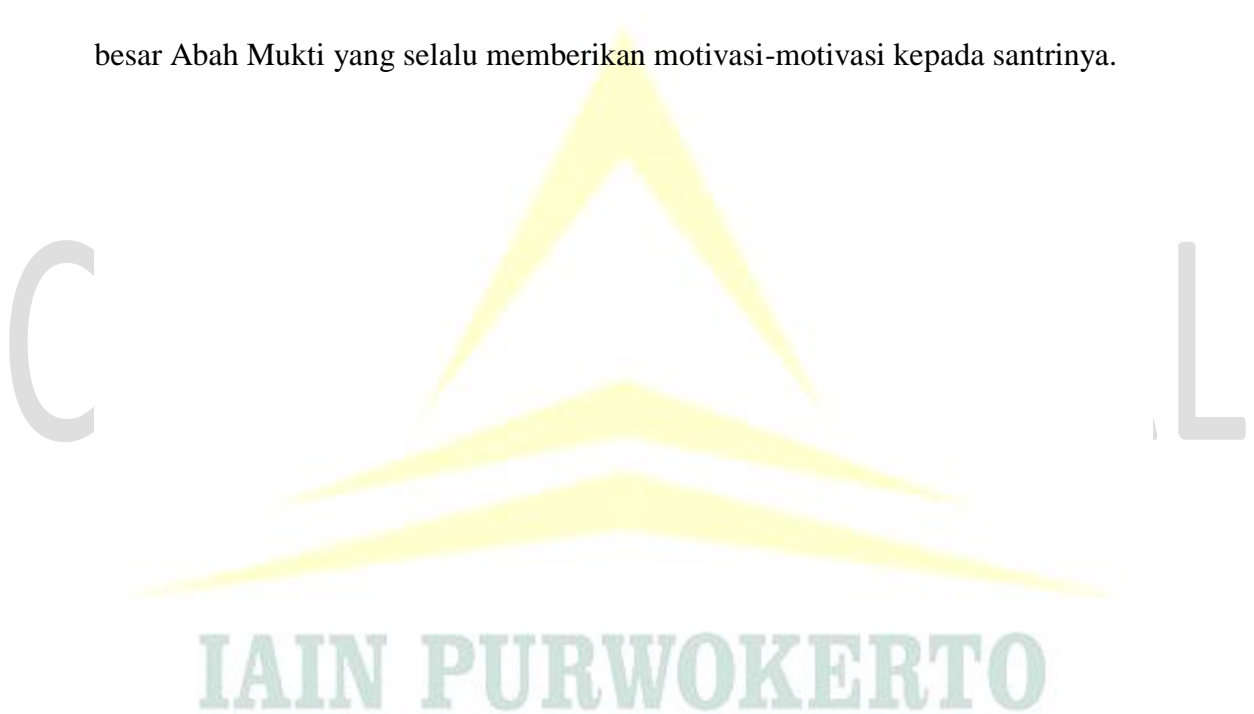 besar Abah Mukti yang selalu memberikan motivasi-motivasi kepada santrinya.
C L
IAIN PURWOKERTO